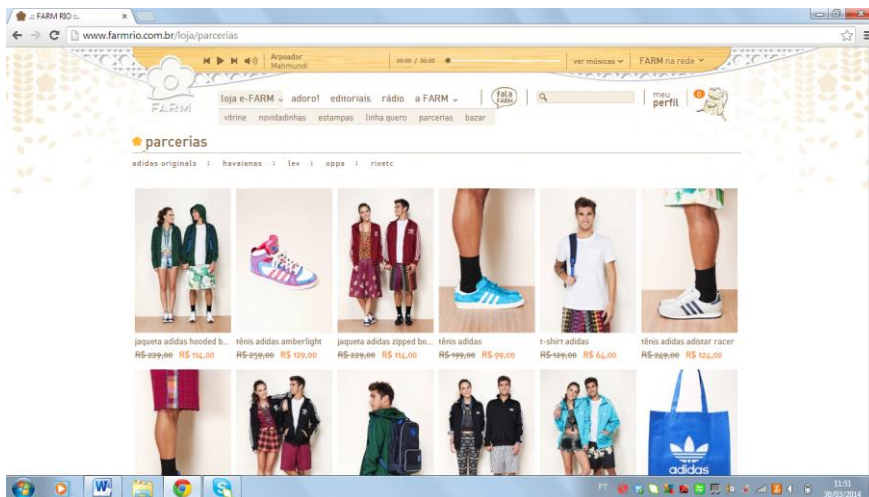 .:: FARM RIO ::.
www.farmrio.com.br/loja/parcerias
Arpoador
Mahmundi
00:00 / 00:00
ver músicas
FARM na rede
FARM
loja e-FARM adoro! editoriais rádio a FARM
fala FARM
meu
perfil
0
vitrine novidadinhas estampas linha quero parcerias bazar
parcerias
adidas originals : havaianas : lev : oppa : rioetc
jaqueta adidas hooded b... tênis adidas amberlight jaqueta adidas zipped bo... tênis adidas t-shirt adidas tênis adidas adistar racer
R$ 229,00 R$ 114,00 R$ 259,00 R$ 129,00 R$ 229,00 R$ 114,00 R$ 199,00 R$ 99,00 R$ 129,00 R$ 64,00 R$ 249,00 R$ 124,00
adidas
PT
11:51
30/03/2014